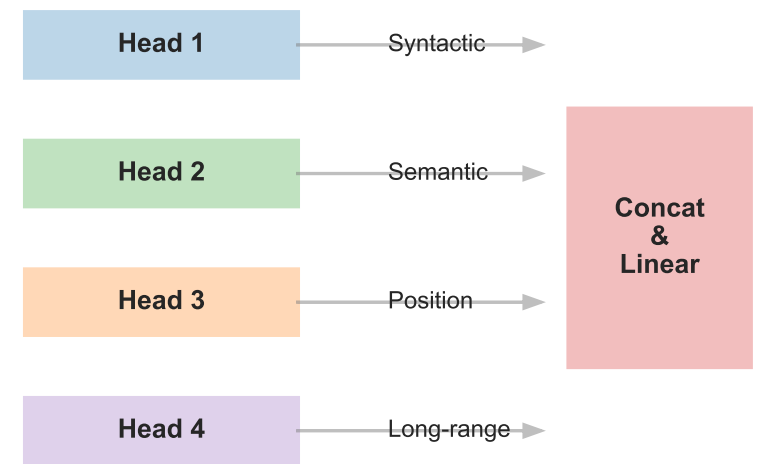 Head 1
Syntactic
Head 2
Semantic
Head 3
Position
Head 4
Long-range
Concat
&
Linear